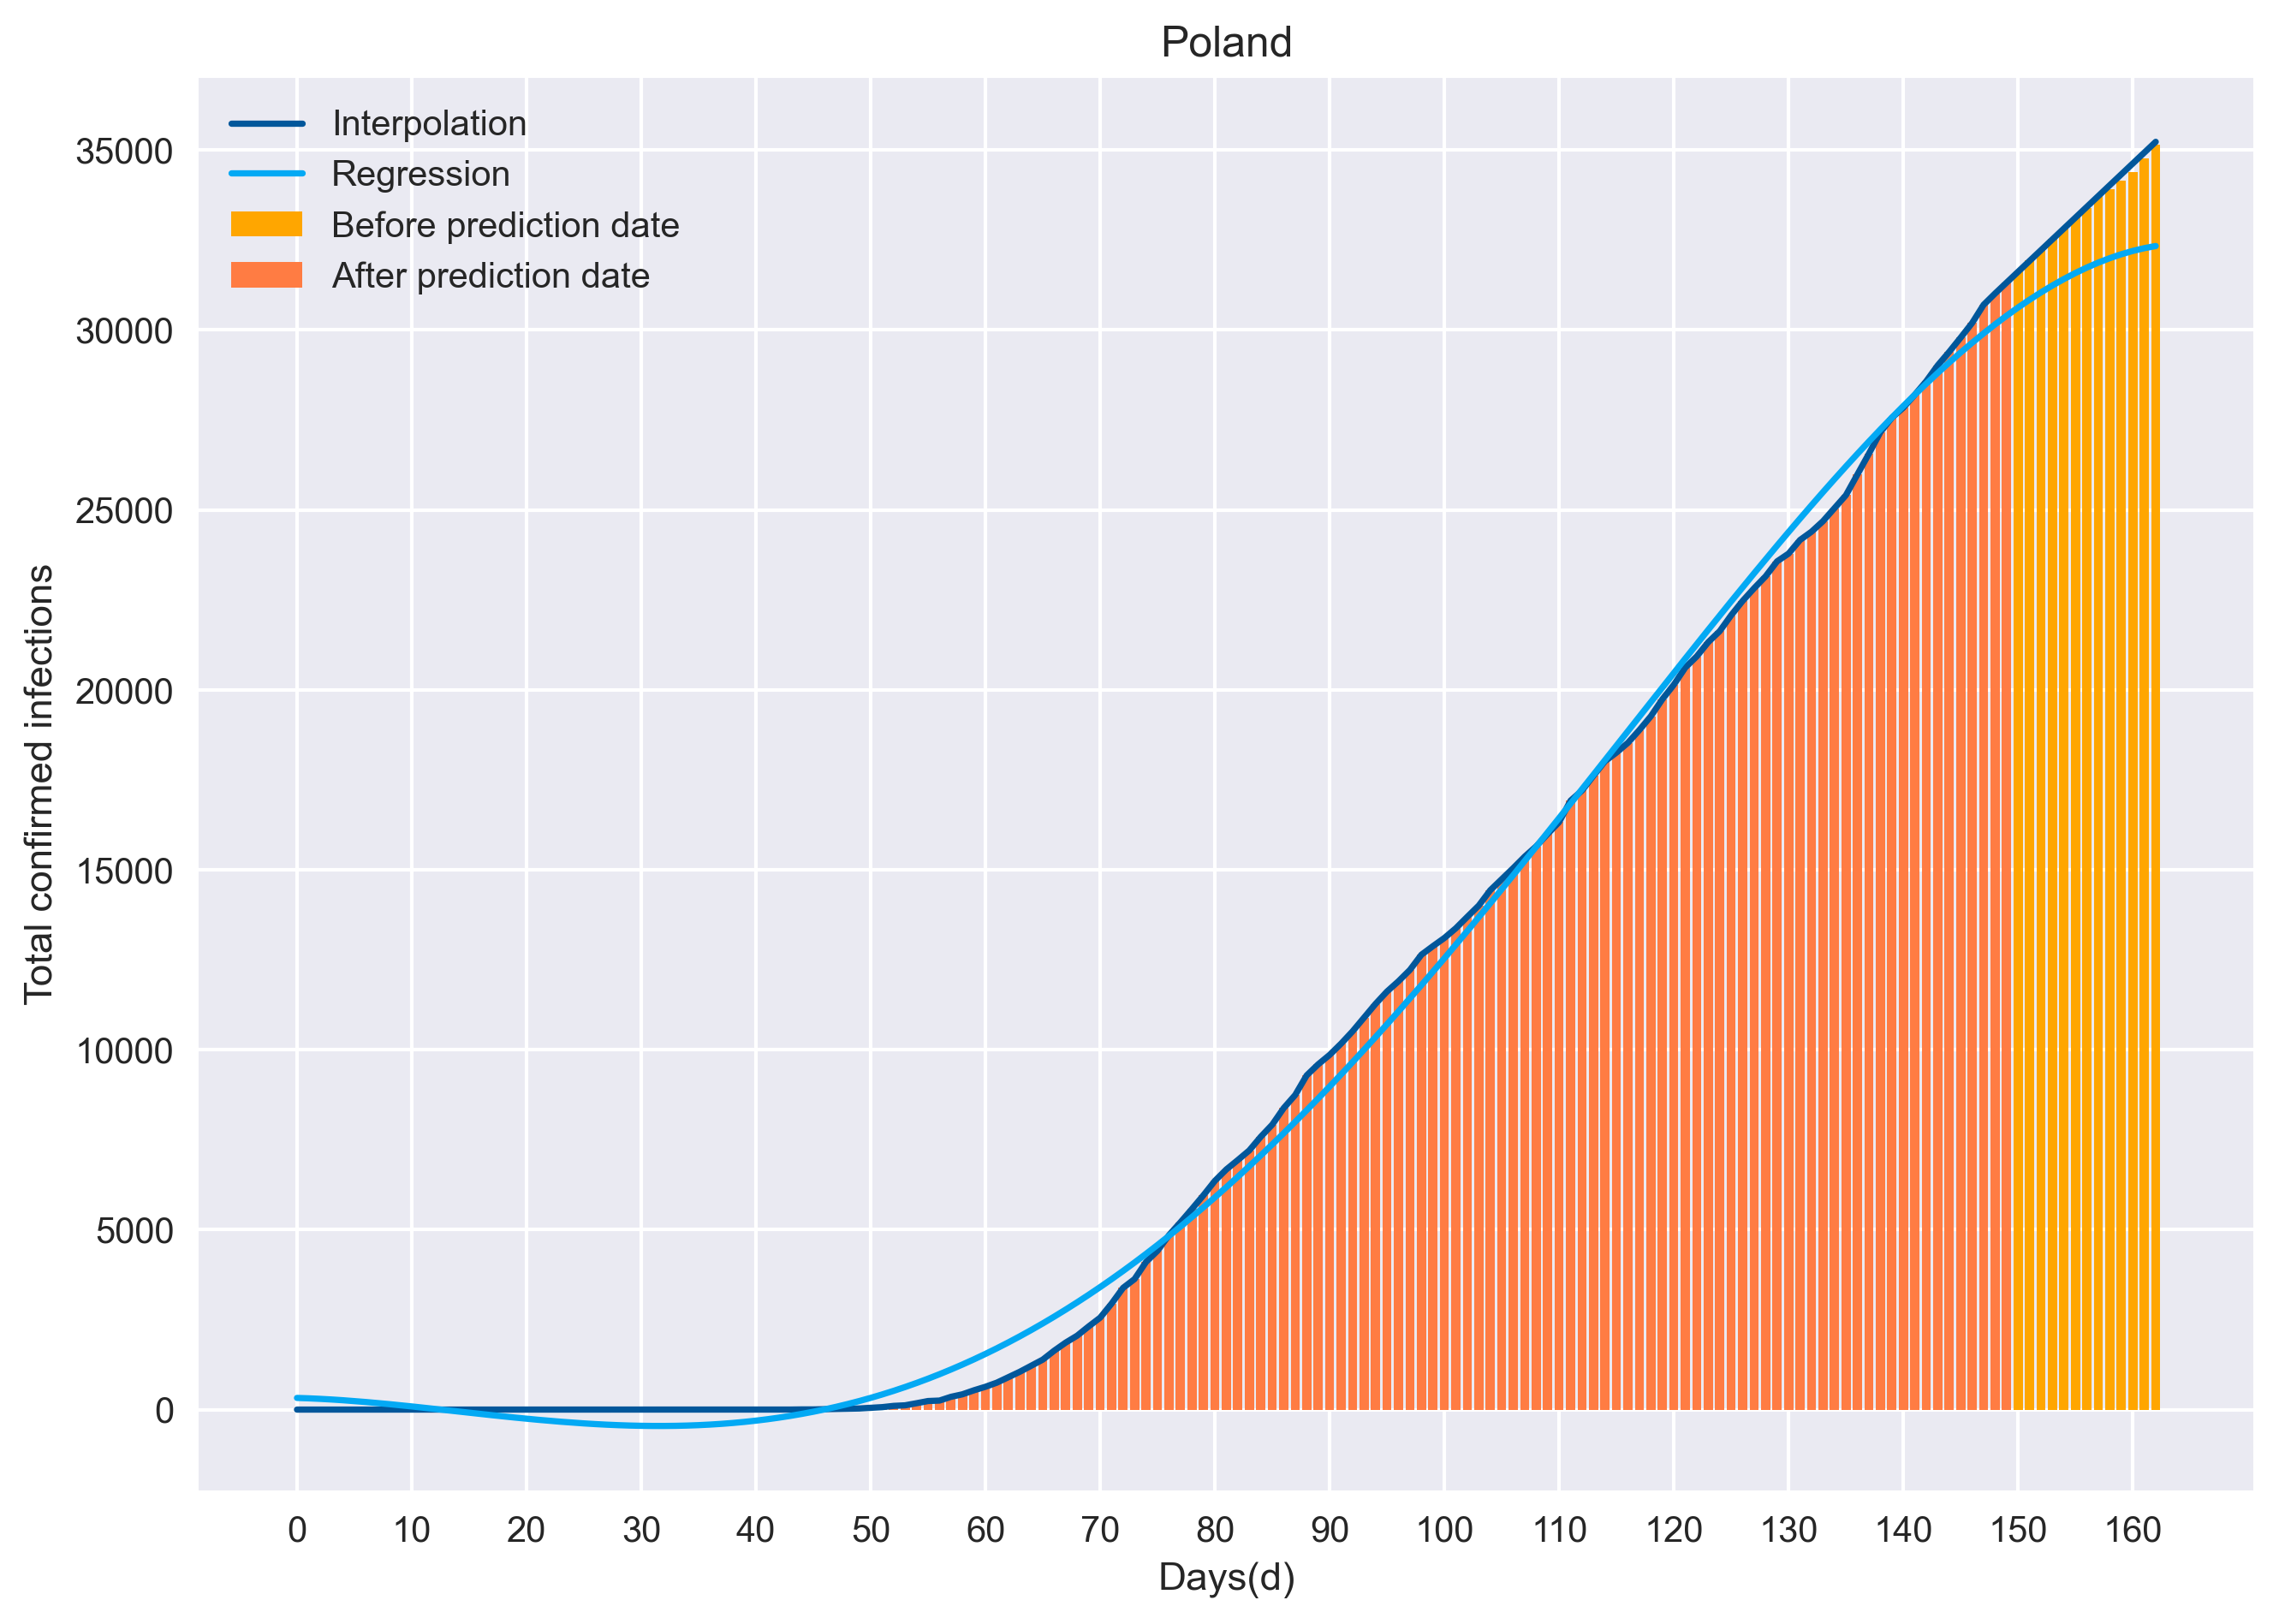 Poland
Interpolation
Regression
Before prediction date
After prediction date
35000
30000
25000
20000
15000
10000
5000
0
Total confirmed infections
0 10 20 30 40 50 60 70 80 90 100 110 120 130 140 150 160
Days(d)